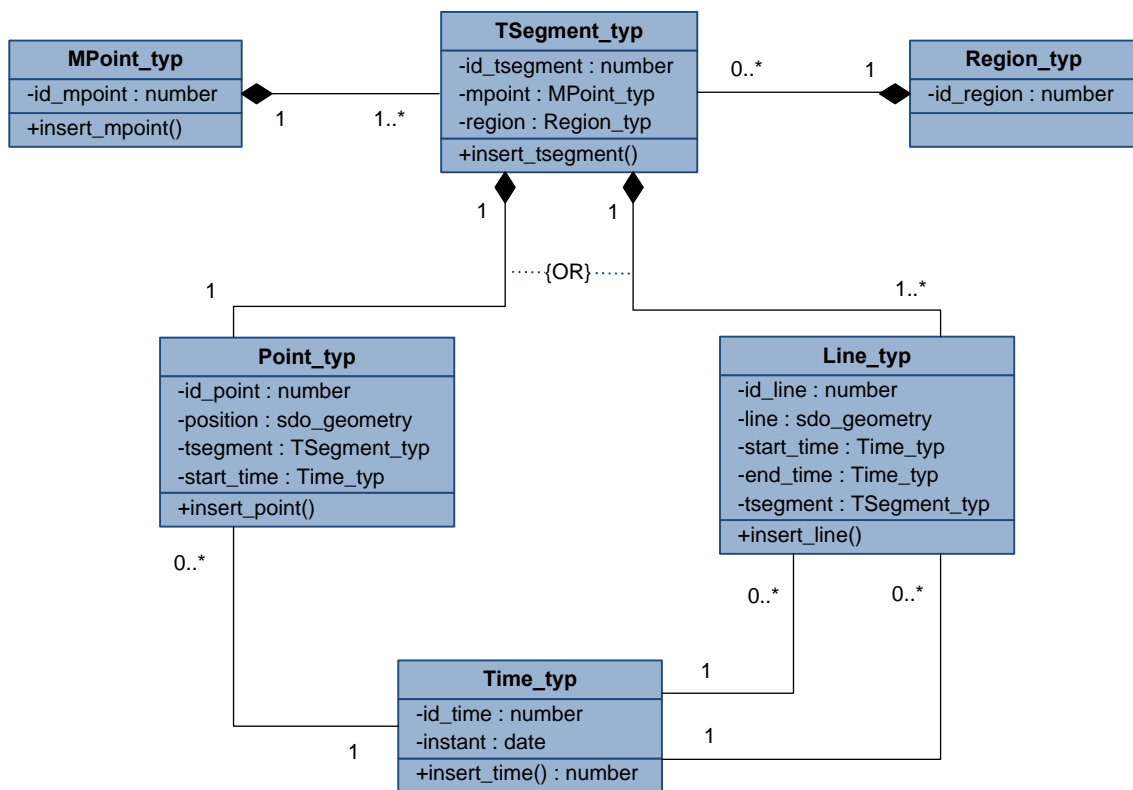 MPoint_typ
-id_mpoint : number
+insert_mpoint()
1
1..*
TSegment_typ
-id_tsegment : number
-mpoint : MPoint_typ
-region : Region_typ
+insert_tsegment()
0..*
1
Region_typ
-id_region : number
1
1
{OR}
1
1..*
Point_typ
-id_point : number
-position : sdo_geometry
-tsegment : TSegment_typ
-start_time : Time_typ
+insert_point()
Line_typ
-id_line : number
-line : sdo_geometry
-start_time : Time_typ
-end_time : Time_typ
-tsegment : TSegment_typ
+insert_line()
0..*
0..*
0..*
1
1
1
Time_typ
-id_time : number
-instant : date
+insert_time() : number